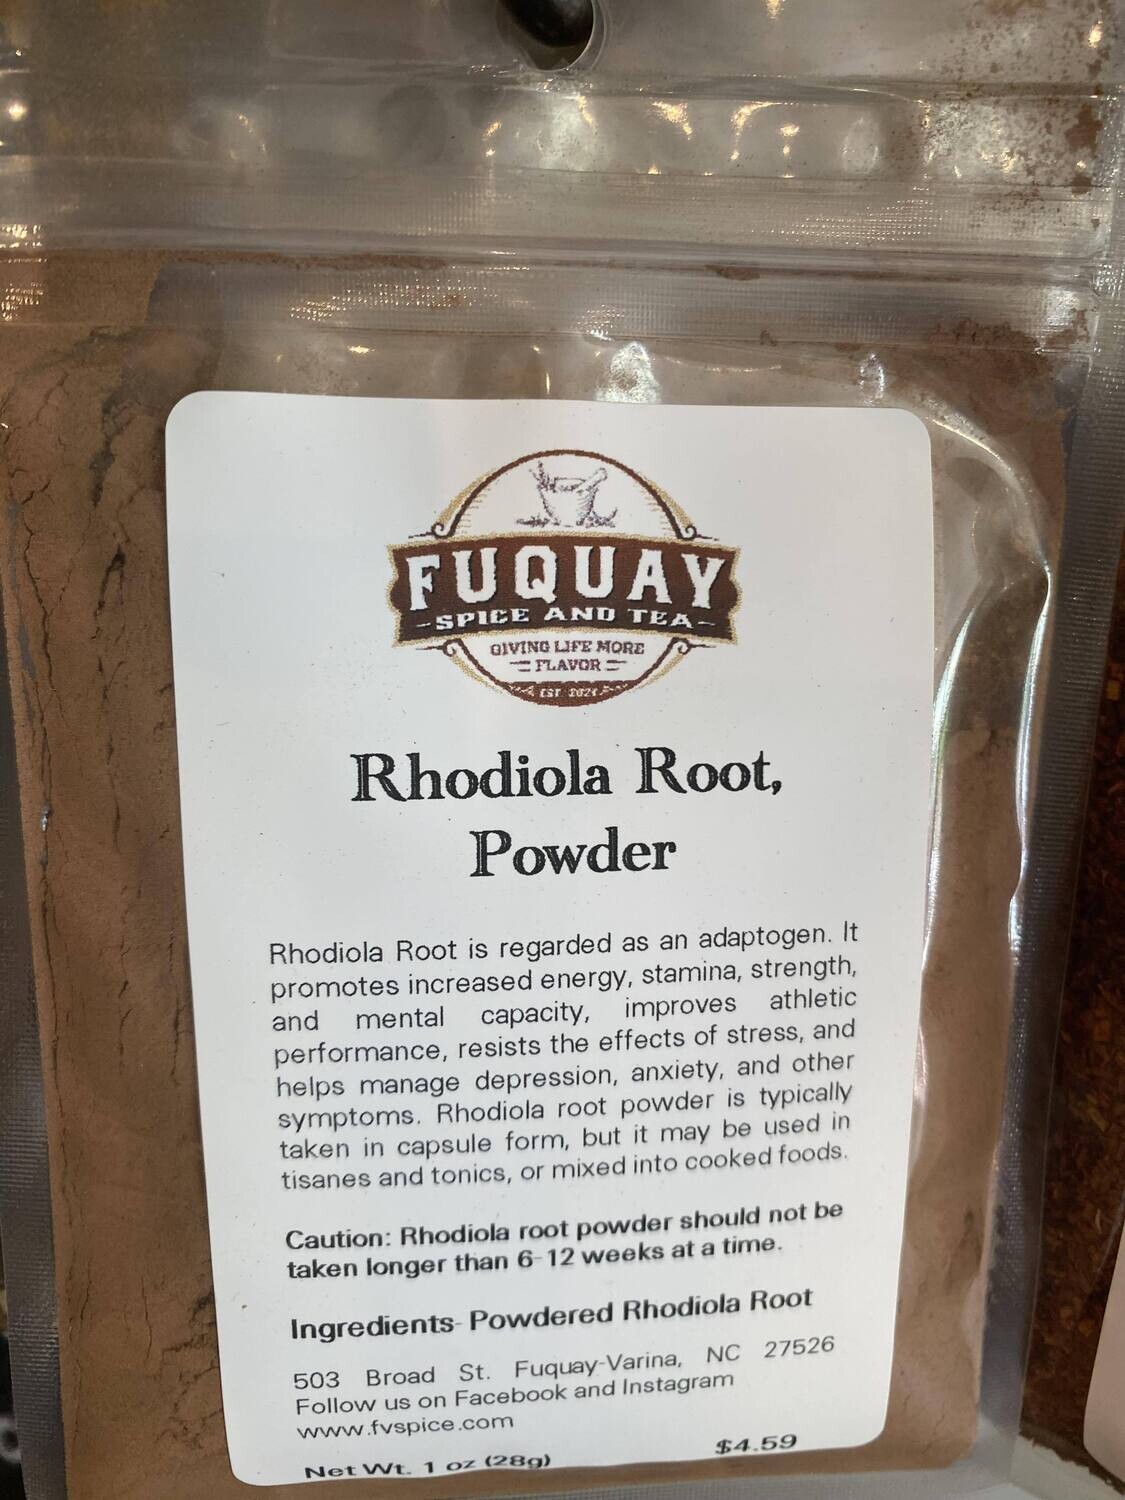 FUQUAY
-SPICE AND TEA-
GIVING LIFE MORE
FLAVOR
EST 2021
Rhodiola Root,
Powder
Rhodiola Root is regarded as an adaptogen. It
promotes increased energy, stamina, strength,
and mental capacity, improves athletic
performance, resists the effects of stress, and
helps manage depression, anxiety, and other
symptoms. Rhodiola root powder is typically
taken in capsule form, but it may be used in
tisanes and tonics, or mixed into cooked foods.
Caution: Rhodiola root powder should not be
taken longer than 6-12 weeks at a time.
Ingredients- Powdered Rhodiola Root
503 Broad St. Fuquay-Varina, NC 27526
Follow us on Facebook and Instagram
www.fvspice.com
Net Wt. 1 oz (28g) $4.59